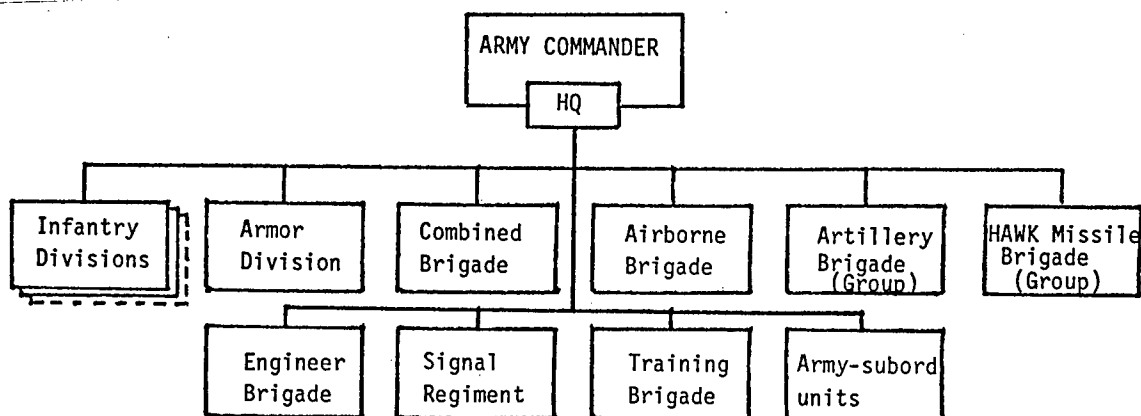 ARMY COMMANDER
HQ
Infantry
Divisions
Armor
Division
Combined
Brigade
Airborne
Brigade
Artillery
Brigade
(Group)
HAWK Missile
Brigade
(Group)
Engineer
Brigade
Signal
Regiment
Training
Brigade
Army-subord
units